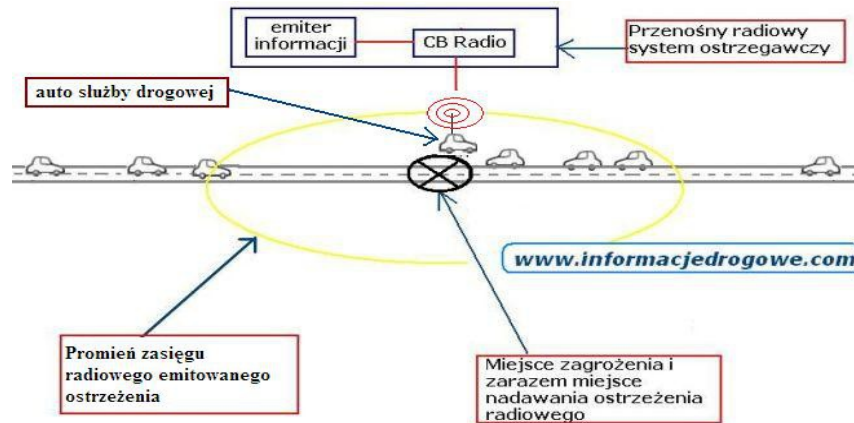 emiter
informacji
CB Radio
Przenośny radiowy
system ostrzegawczy
auto służby drogowej
www.informacjedrogowe.com
Promień zasięgu
radiowego emitowanego
ostrzeżenia
Miejsce zagrożenia i
zarazem miejsce
nadawania ostrzeżenia
radiowego